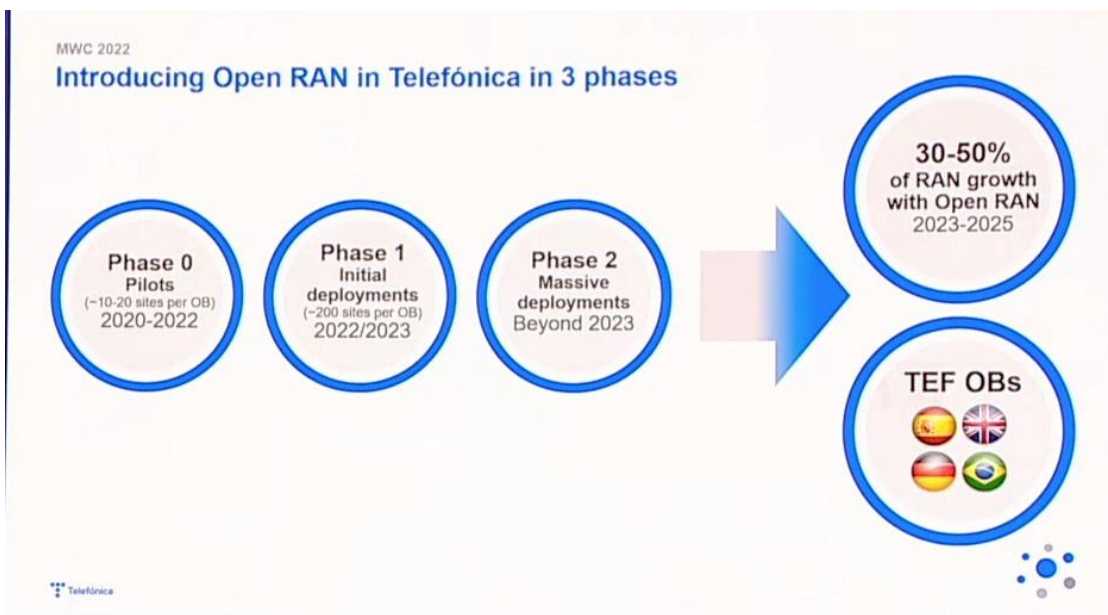 MWC 2022
Introducing Open RAN in Telefónica in 3 phases
Phase 0
Pilots
(~10-20 sites per OB)
2020-2022
Phase 1
Initial
deployments
(~200 sites per OB)
2022/2023
Phase 2
Massive
deployments
Beyond 2023
30-50%
of RAN growth
with Open RAN
2023-2025
TEF OBs
Telefónica